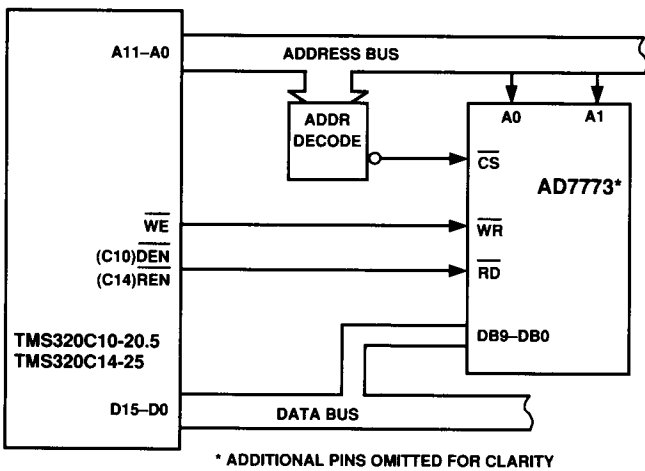 A11–A0
ADDRESS BUS
ADDR
DECODE
A0
A1
CS
AD7773*
WE
WR
(C10)DEN
(C14)REN
RD
DB9–DB0
TMS320C10-20.5
TMS320C14-25
D15–D0
DATA BUS
* ADDITIONAL PINS OMITTED FOR CLARITY